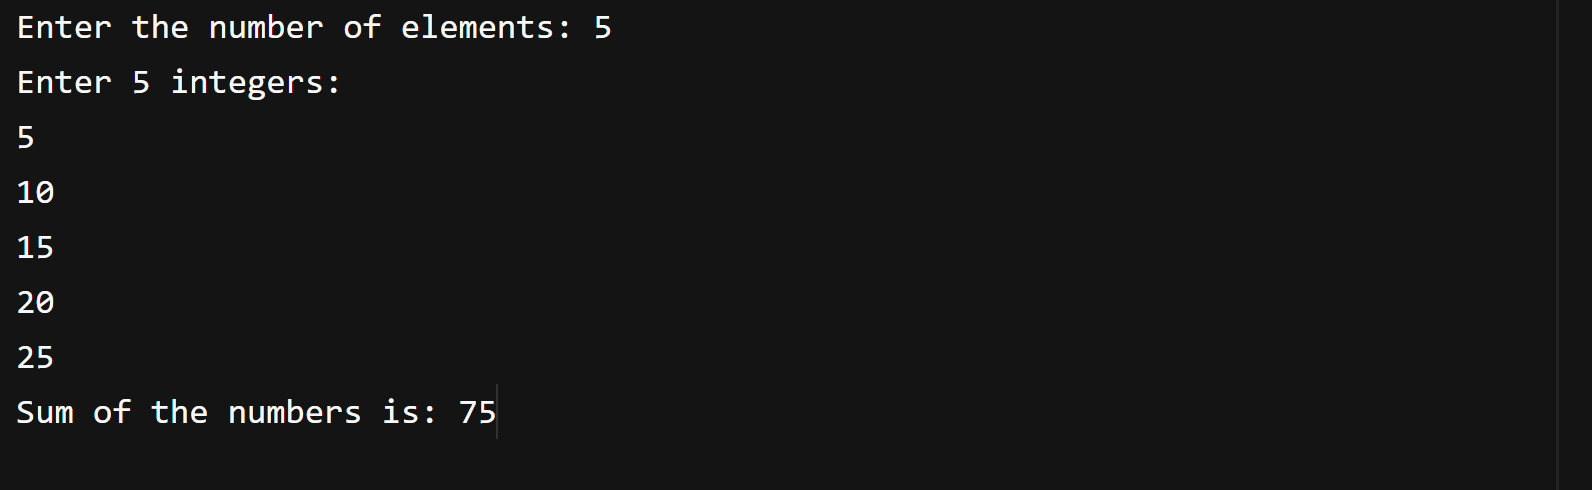 Enter the number of elements: 5
Enter 5 integers:
5
10
15
20
25
Sum of the numbers is: 75